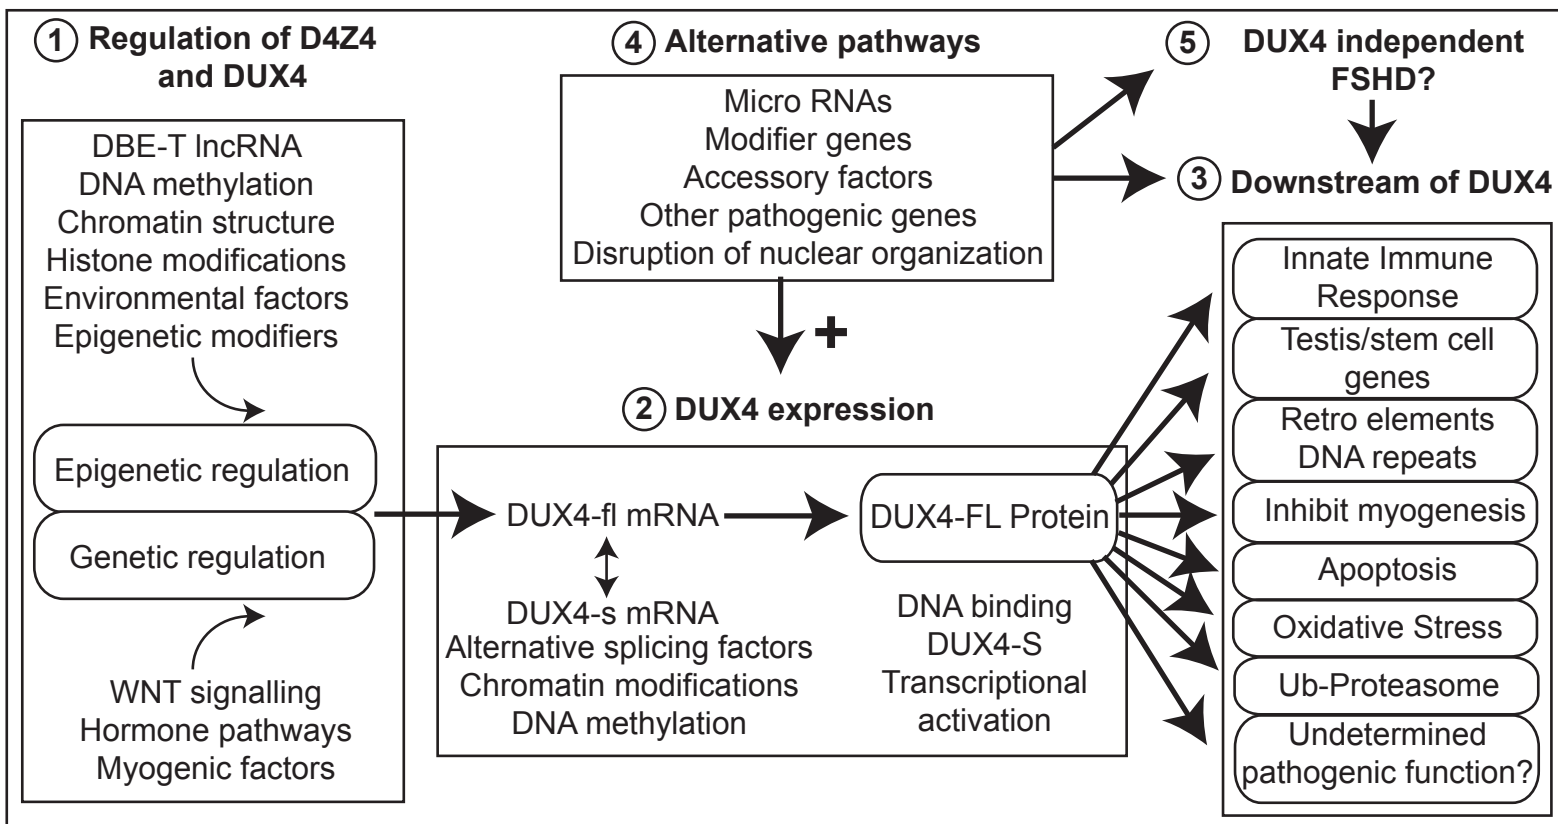 1 Regulation of D4Z4
and DUX4
DBE-T lncRNA
DNA methylation
Chromatin structure
Histone modifications
Environmental factors
Epigenetic modifiers
Epigenetic regulation
Genetic regulation
WNT signalling
Hormone pathways
Myogenic factors
4 Alternative pathways
Micro RNAs
Modifier genes
Accessory factors
Other pathogenic genes
Disruption of nuclear organization
+
2 DUX4 expression
DUX4-fl mRNA
DUX4-s mRNA
Alternative splicing factors
Chromatin modifications
DNA methylation
DUX4-FL Protein
DNA binding
DUX4-S
Transcriptional
activation
5 DUX4 independent
FSHD?
3 Downstream of DUX4
Innate Immune
Response
Testis/stem cell
genes
Retro elements
DNA repeats
Inhibit myogenesis
Apoptosis
Oxidative Stress
Ub-Proteasome
Undetermined
pathogenic function?